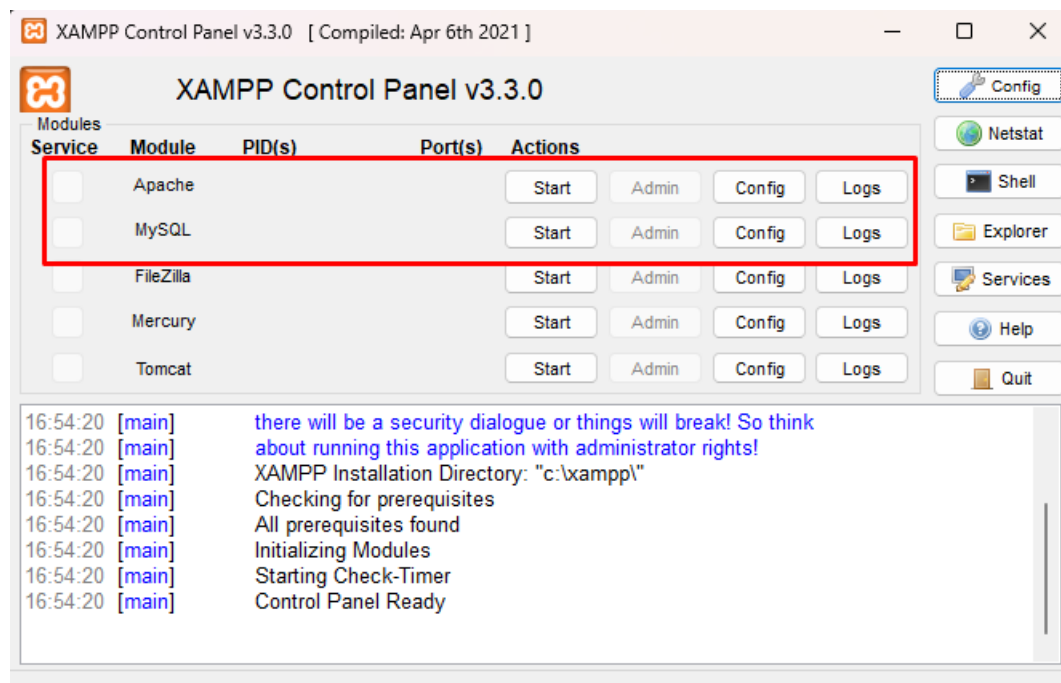 XAMPP Control Panel v3.3.0 [ Compiled: Apr 6th 2021 ]
XAMPP Control Panel v3.3.0
Config
Modules
Service Module PID(s) Port(s) Actions
Netstat
Apache Start Admin Config Logs
Shell
MySQL Start Admin Config Logs
Explorer
FileZilla Start Admin Config Logs
Services
Mercury Start Admin Config Logs
Help
Tomcat Start Admin Config Logs
Quit
16:54:20 [main] there will be a security dialogue or things will break! So think
16:54:20 [main] about running this application with administrator rights!
16:54:20 [main] XAMPP Installation Directory: "c:\xampp\"
16:54:20 [main] Checking for prerequisites
16:54:20 [main] All prerequisites found
16:54:20 [main] Initializing Modules
16:54:20 [main] Starting Check-Timer
16:54:20 [main] Control Panel Ready